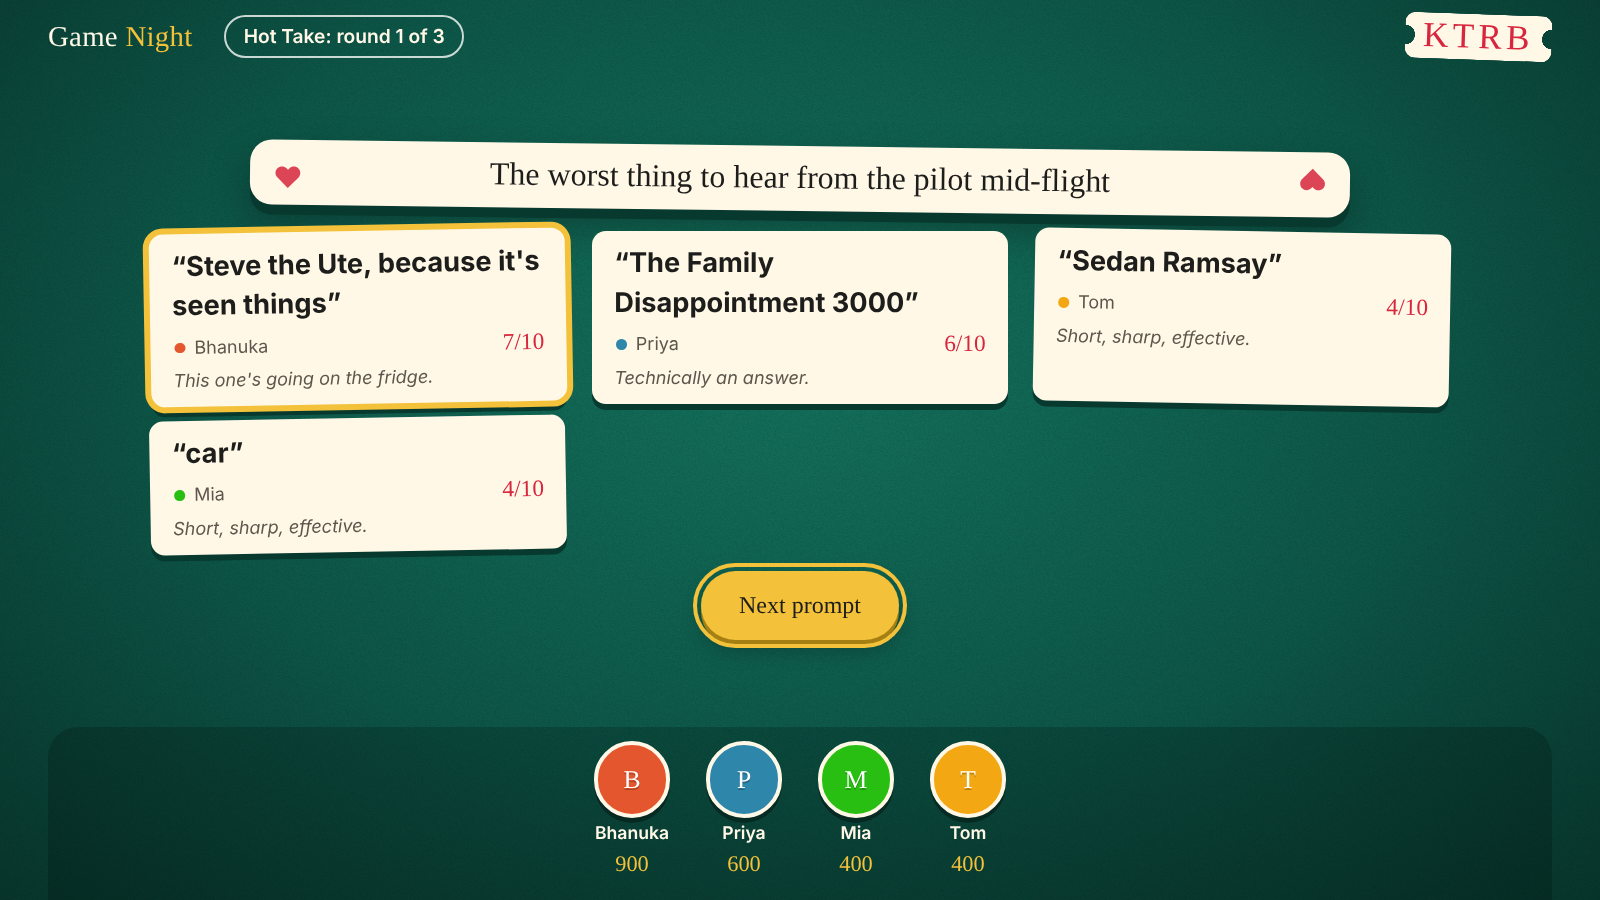 Game Night
Hot Take: round 1 of 3
KTRB
The worst thing to hear from the pilot mid-flight
“Steve the Ute, because it's
seen things”
Bhanuka
7/10
This one's going on the fridge.
“The Family
Disappointment 3000”
Priya
6/10
Technically an answer.
“Sedan Ramsay”
Tom
4/10
Short, sharp, effective.
“car”
Mia
4/10
Short, sharp, effective.
Next prompt
B
P
M
T
Bhanuka
Priya
Mia
Tom
900
600
400
400